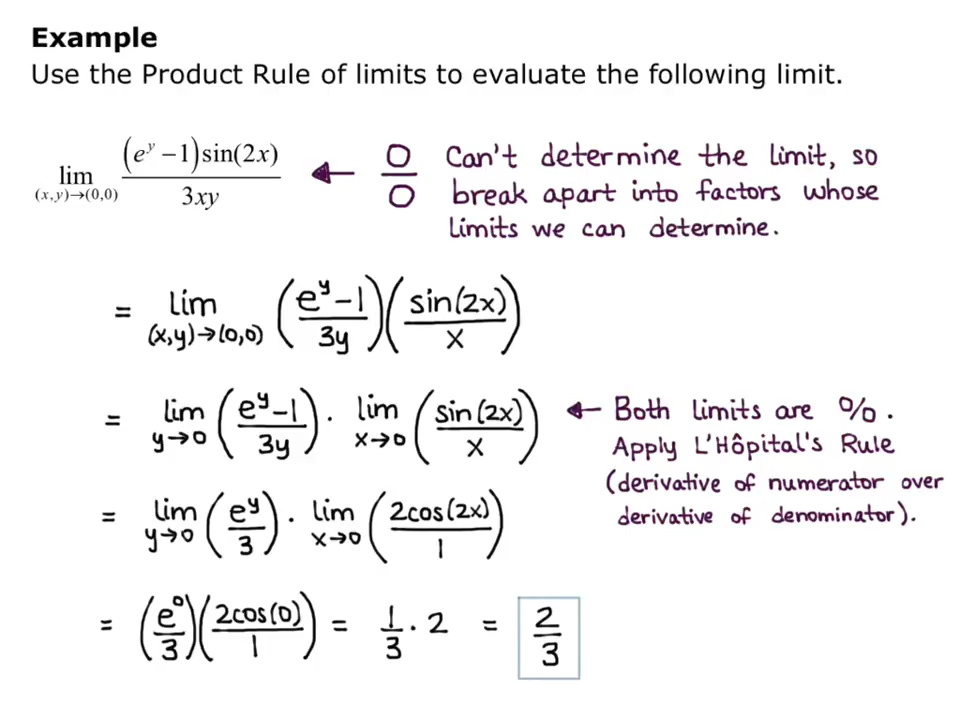 Example
Use the Product Rule of limits to evaluate the following limit.
lim (x,y)→(0,0) (e^y −1)sin(2x) / 3xy ← 0/0 Can't determine the limit, so
break apart into factors whose
limits we can determine.
= lim (x,y)→(0,0) (e^y −1 / 3y)(sin(2x) / x)
= lim y→0 (e^y −1 / 3y) · lim x→0 (sin(2x) / x) ← Both limits are 0/0.
Apply L'Hôpital's Rule
(derivative of numerator over
derivative of denominator).
= lim y→0 (e^y / 3) · lim x→0 (2cos(2x) / 1)
= (e^0 / 3)(2cos(0) / 1) = 1/3 · 2 = 2/3